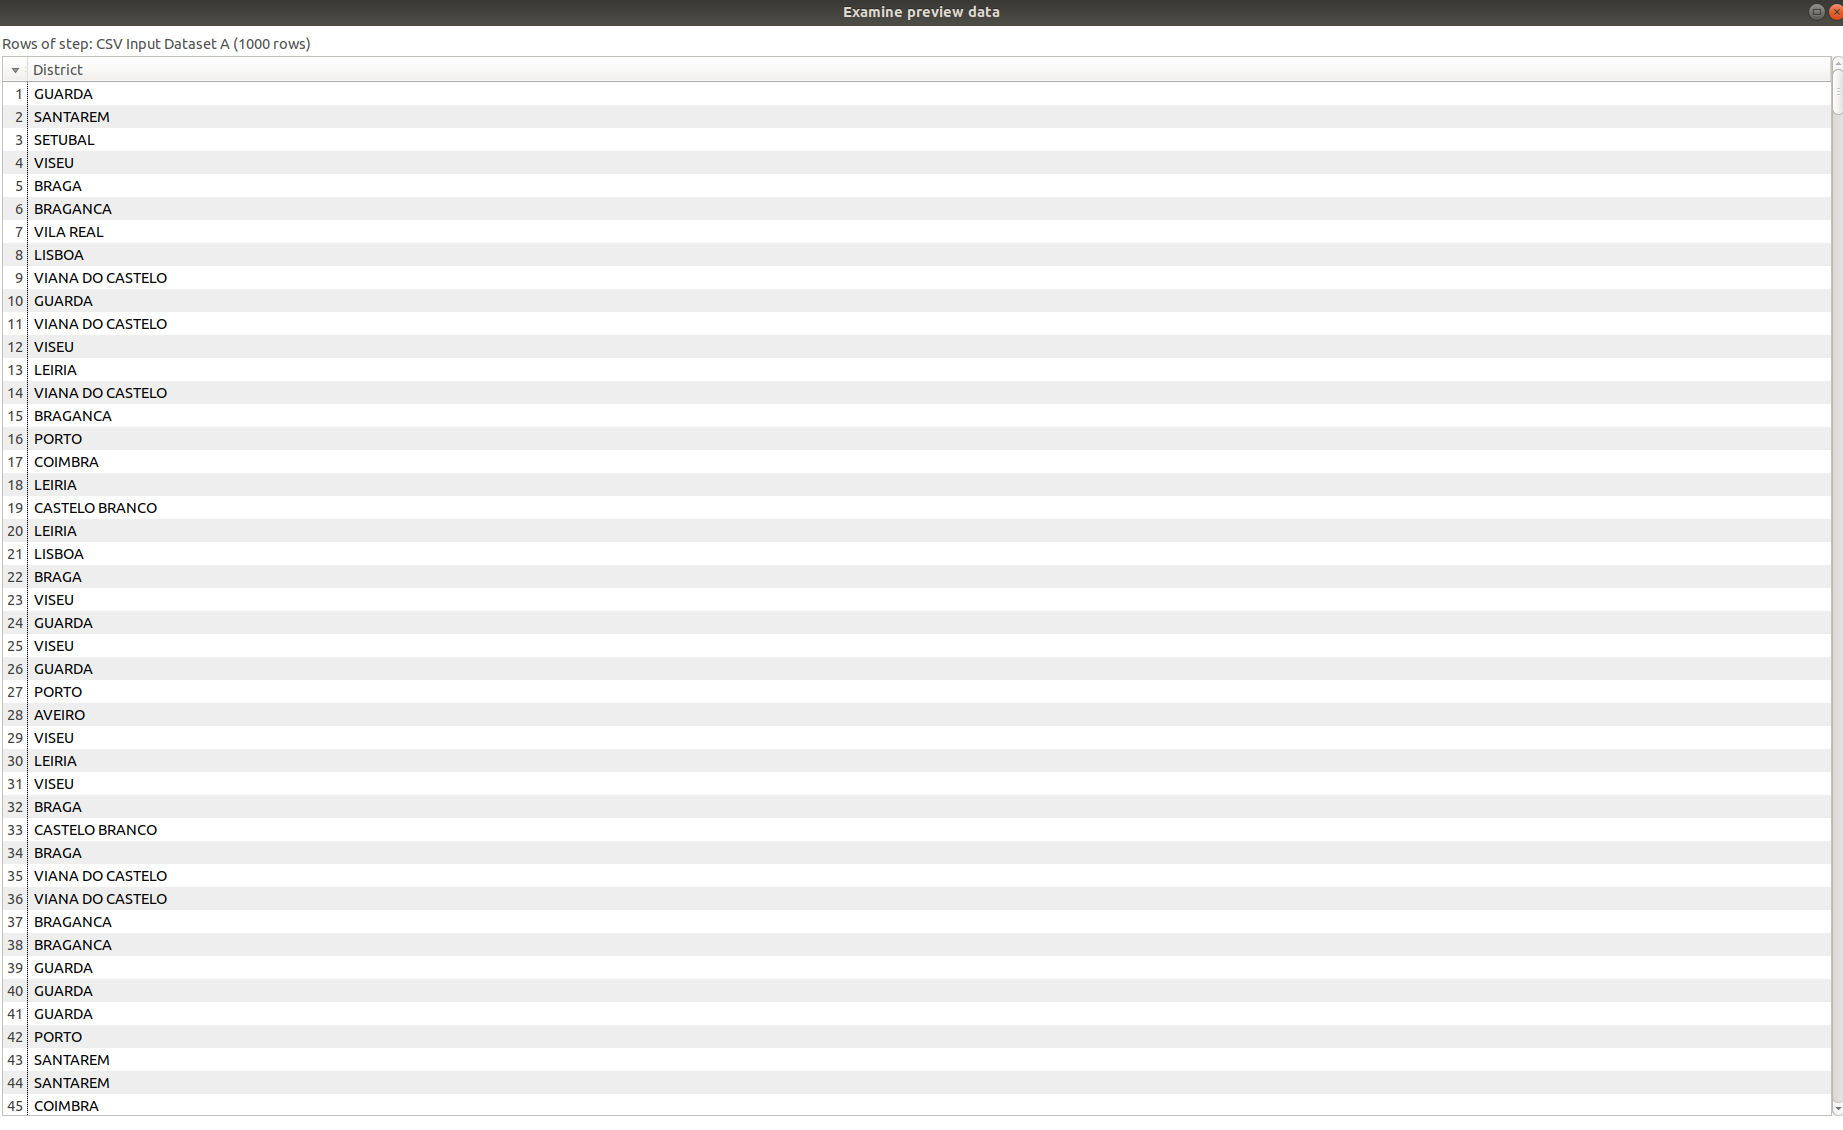 Examine preview data
Rows of step: CSV Input Dataset A (1000 rows)
District
1 GUARDA
2 SANTAREM
3 SETUBAL
4 VISEU
5 BRAGA
6 BRAGANCA
7 VILA REAL
8 LISBOA
9 VIANA DO CASTELO
10 GUARDA
11 VIANA DO CASTELO
12 VISEU
13 LEIRIA
14 VIANA DO CASTELO
15 BRAGANCA
16 PORTO
17 COIMBRA
18 LEIRIA
19 CASTELO BRANCO
20 LEIRIA
21 LISBOA
22 BRAGA
23 VISEU
24 GUARDA
25 VISEU
26 GUARDA
27 PORTO
28 AVEIRO
29 VISEU
30 LEIRIA
31 VISEU
32 BRAGA
33 CASTELO BRANCO
34 BRAGA
35 VIANA DO CASTELO
36 VIANA DO CASTELO
37 BRAGANCA
38 BRAGANCA
39 GUARDA
40 GUARDA
41 GUARDA
42 PORTO
43 SANTAREM
44 SANTAREM
45 COIMBRA